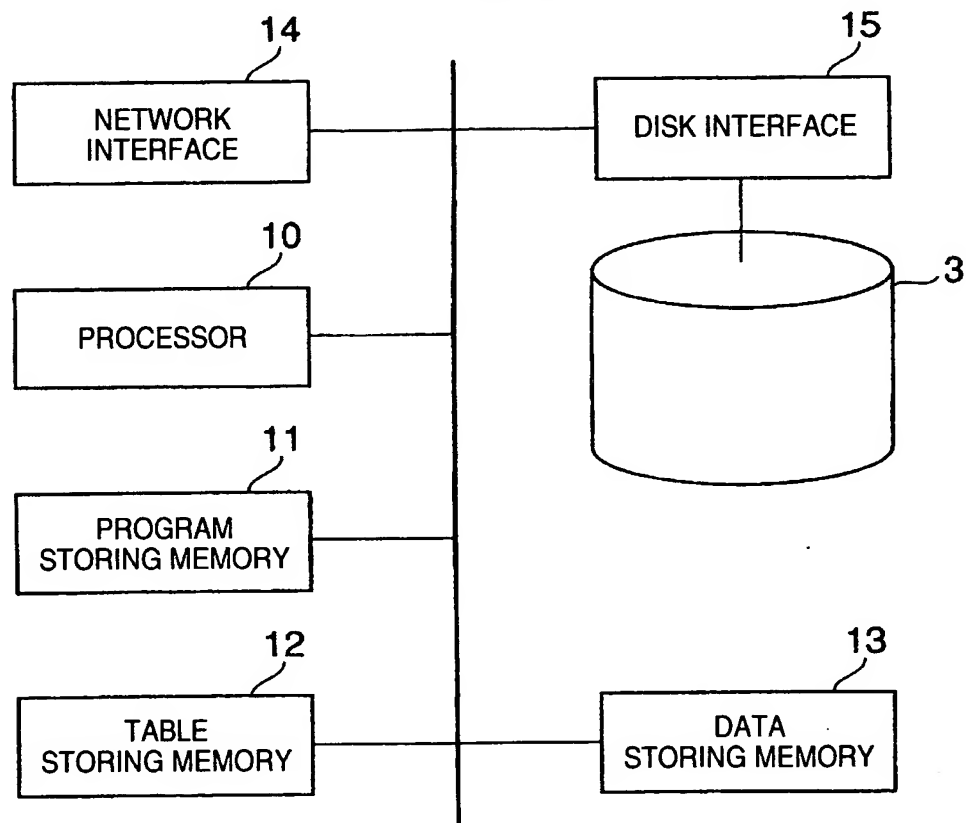 14
NETWORK
INTERFACE
15
DISK INTERFACE
10
PROCESSOR
3
11
PROGRAM
STORING MEMORY
12
TABLE
STORING MEMORY
13
DATA
STORING MEMORY